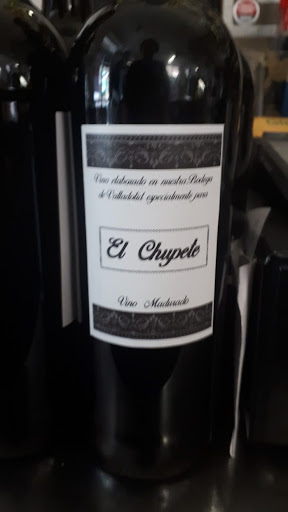 Vino elaborado en nuestra Bodega
de Valladolid especialmente para
El Chupete
Vino Madurado